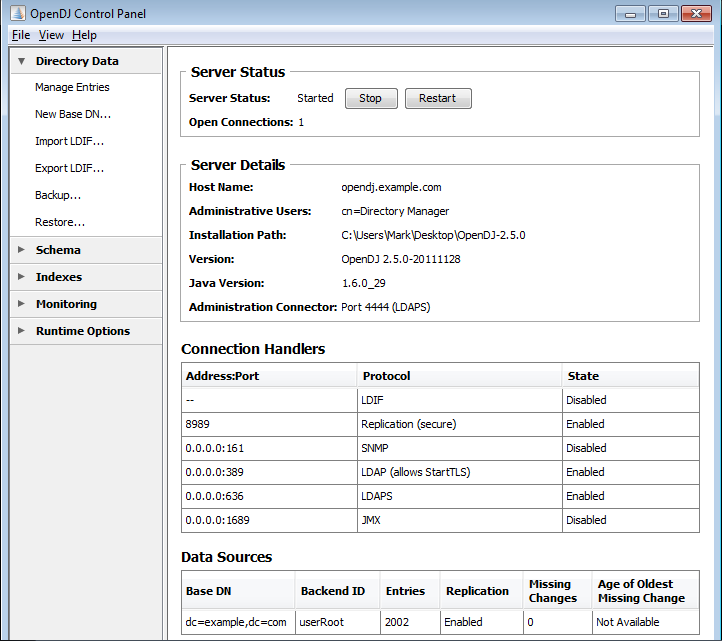 OpenDJ Control Panel
File View Help
Directory Data
Manage Entries
New Base DN...
Import LDIF...
Export LDIF...
Backup...
Restore...
Schema
Indexes
Monitoring
Runtime Options
Server Status
Server Status: Started Stop Restart
Open Connections: 1
Server Details
Host Name: opendj.example.com
Administrative Users: cn=Directory Manager
Installation Path: C:\Users\Mark\Desktop\OpenDJ-2.5.0
Version: OpenDJ 2.5.0-20111128
Java Version: 1.6.0_29
Administration Connector: Port 4444 (LDAPS)
Connection Handlers
Address:Port Protocol State
-- LDIF Disabled
8989 Replication (secure) Enabled
0.0.0.0:161 SNMP Disabled
0.0.0.0:389 LDAP (allows StartTLS) Enabled
0.0.0.0:636 LDAPS Enabled
0.0.0.0:1689 JMX Disabled
Data Sources
Base DN Backend ID Entries Replication Missing Changes Age of Oldest Missing Change
dc=example,dc=com userRoot 2002 Enabled 0 Not Available